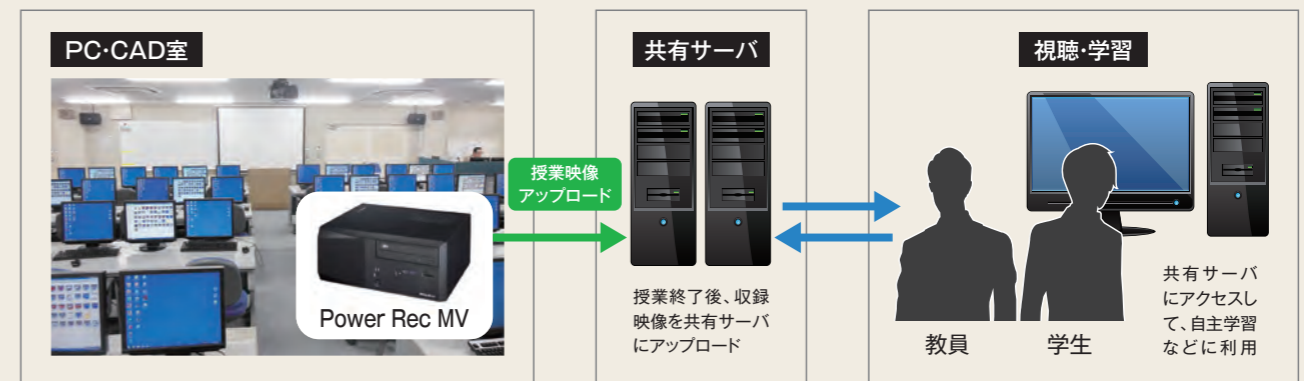 PC・CAD室
Power Rec MV
授業映像
アップロード
共有サーバ
授業終了後、収録
映像を共有サーバ
にアップロード
視聴・学習
教員
学生
共有サーバ
にアクセスし
て、自主学習
などに利用